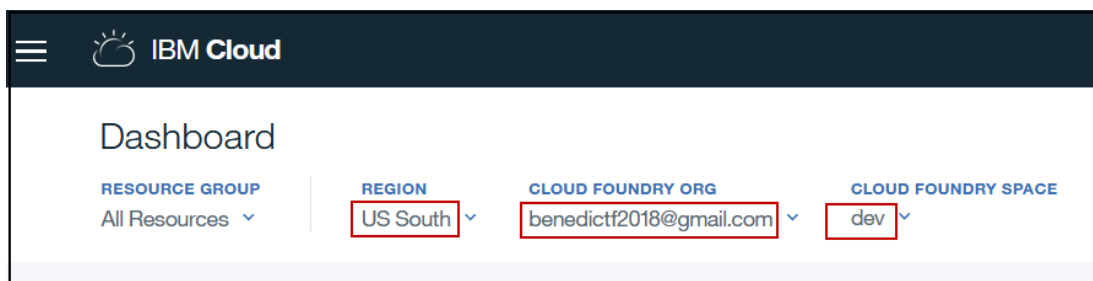 IBM Cloud
Dashboard
RESOURCE GROUP REGION CLOUD FOUNDRY ORG CLOUD FOUNDRY SPACE
All Resources US South benedictf2018@gmail.com dev